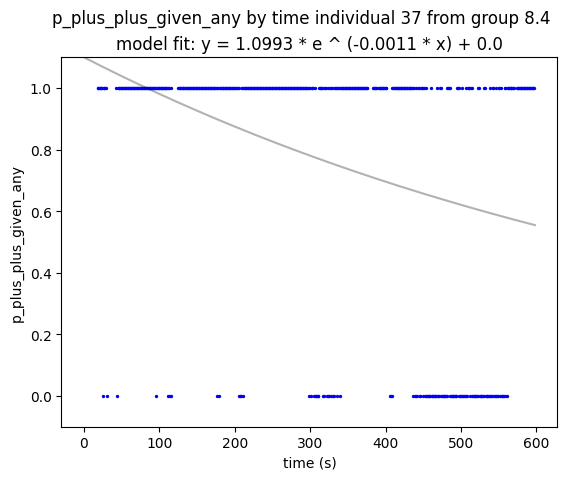 p_plus_plus_given_any by time individual 37 from group 8.4
model fit: y = 1.0993 * e ^ (-0.0011 * x) + 0.0
p_plus_plus_given_any
1.0
0.8
0.6
0.4
0.2
0.0
0 100 200 300 400 500 600
time (s)